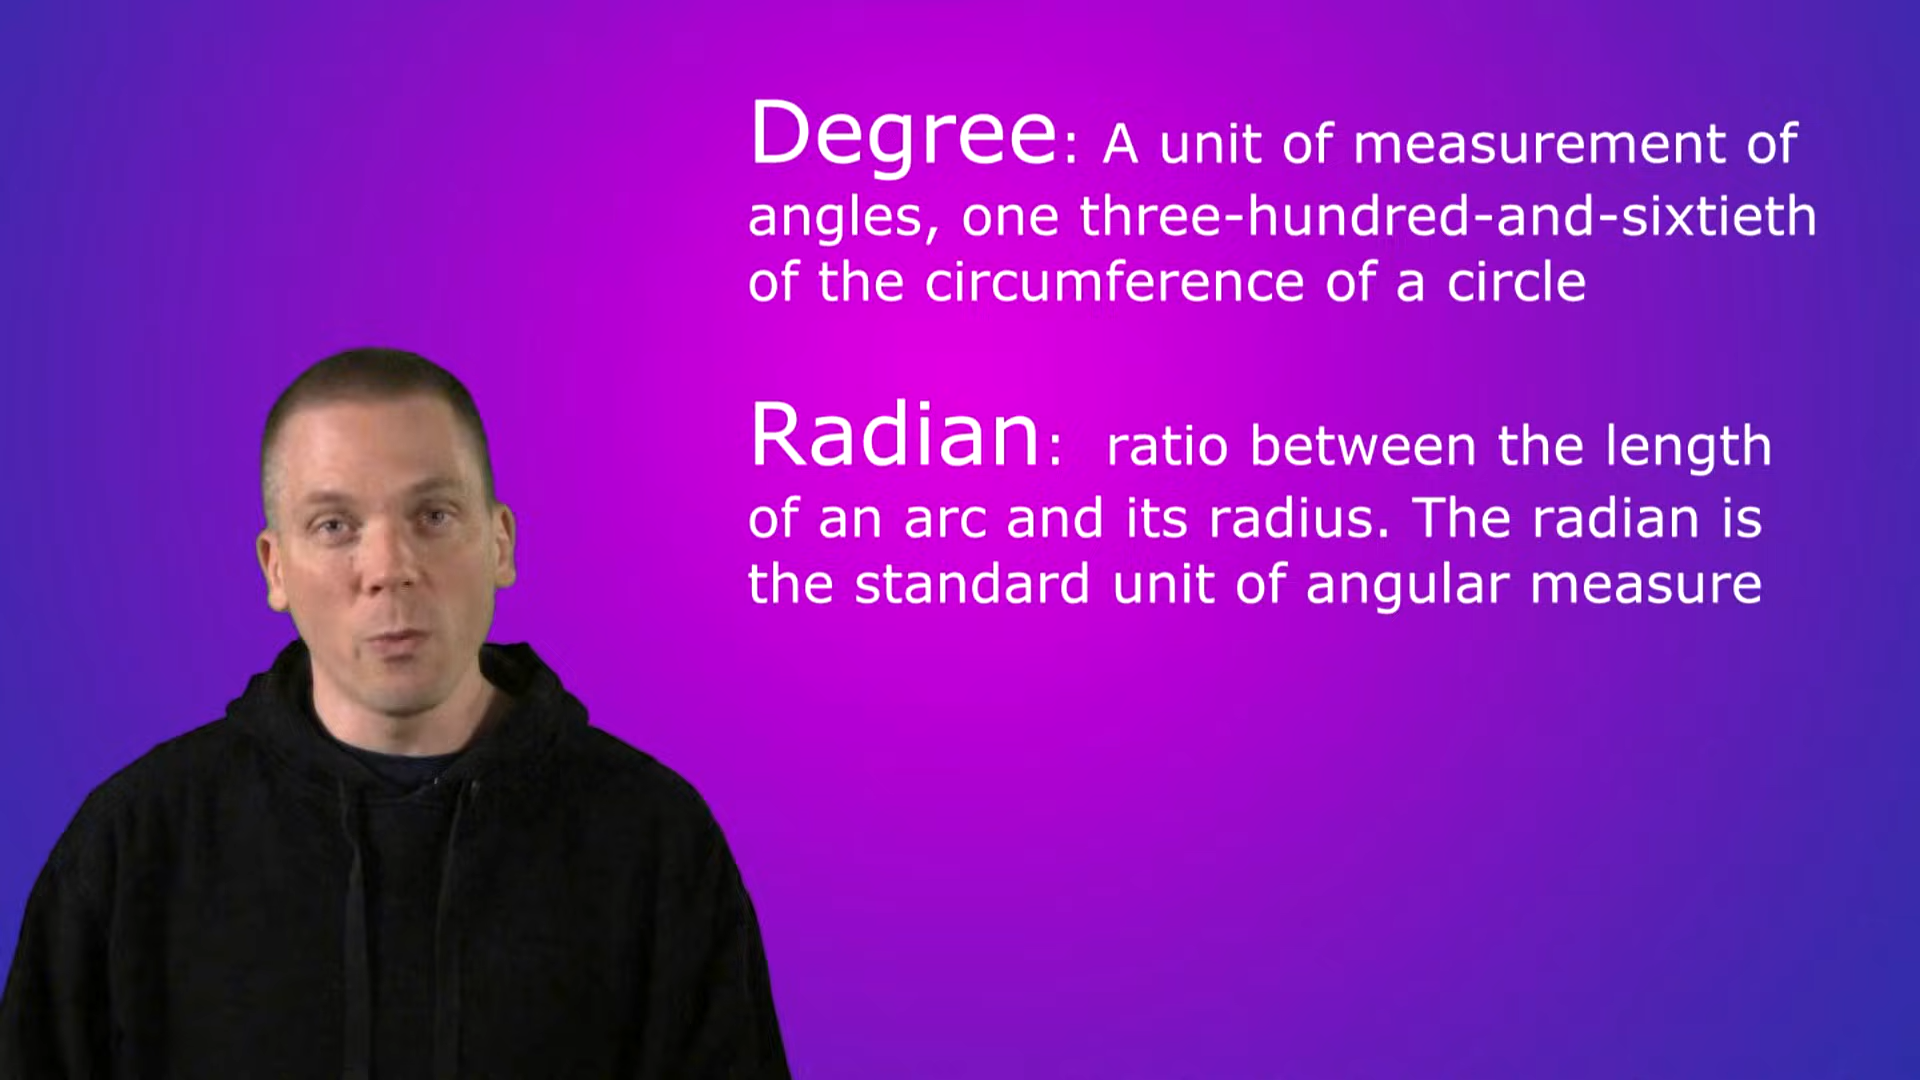 Degree: A unit of measurement of
angles, one three-hundred-and-sixtieth
of the circumference of a circle
Radian: ratio between the length
of an arc and its radius. The radian is
the standard unit of angular measure